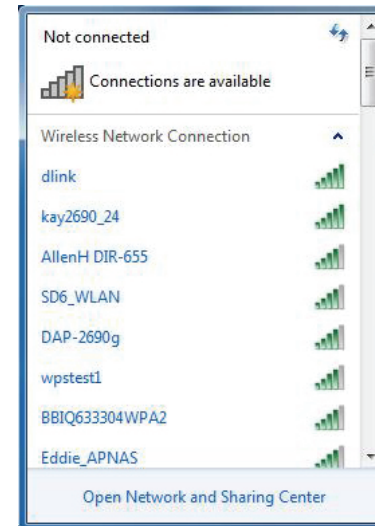 Not connected
Connections are available
Wireless Network Connection
dlink
kay2690_24
AllenH DIR-655
SD6_WLAN
DAP-2690g
wpstest1
BBIQ633304WPA2
Eddie_APNAS
Open Network and Sharing Center